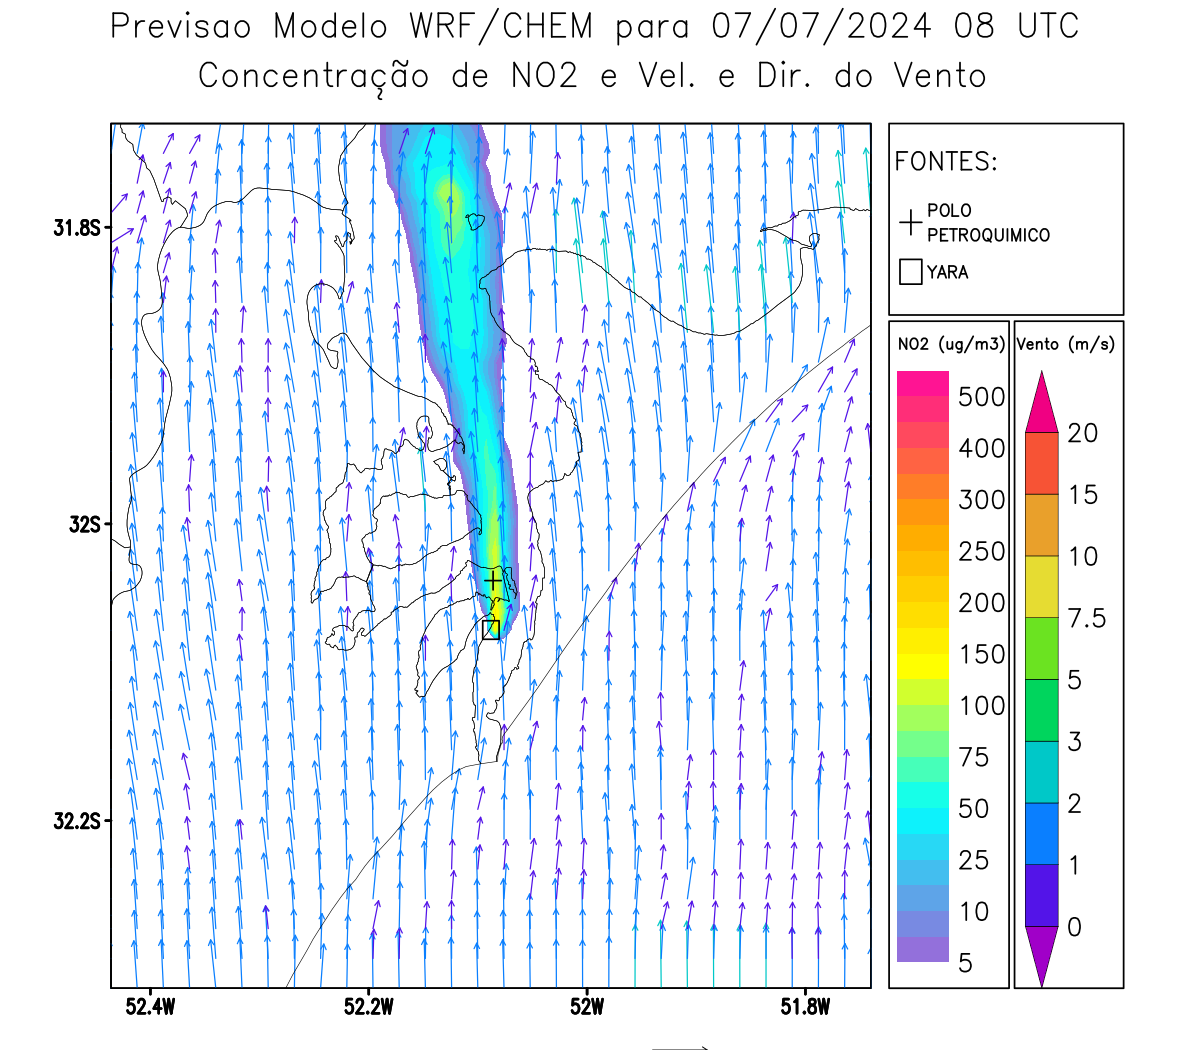 Previsao Modelo WRF/CHEM para 07/07/2024 08 UTC
Concentração de NO2 e Vel. e Dir. do Vento
FONTES:
POLO
PETROQUIMICO
YARA
31.8S
32S
32.2S
52.4W
52.2W
52W
51.8W
NO2 (ug/m3)
500
400
300
250
200
150
100
75
50
25
10
5
Vento (m/s)
20
15
10
7.5
5
3
2
1
0